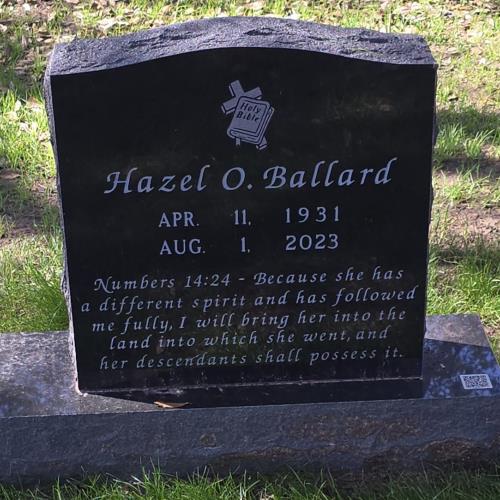 Holy
Bible
Hazel O. Ballard
APR. 11, 1931
AUG. 1, 2023
Numbers 14:24 - Because she has
a different spirit and has followed
me fully, I will bring her into the
land into which she went, and
her descendants shall possess it.